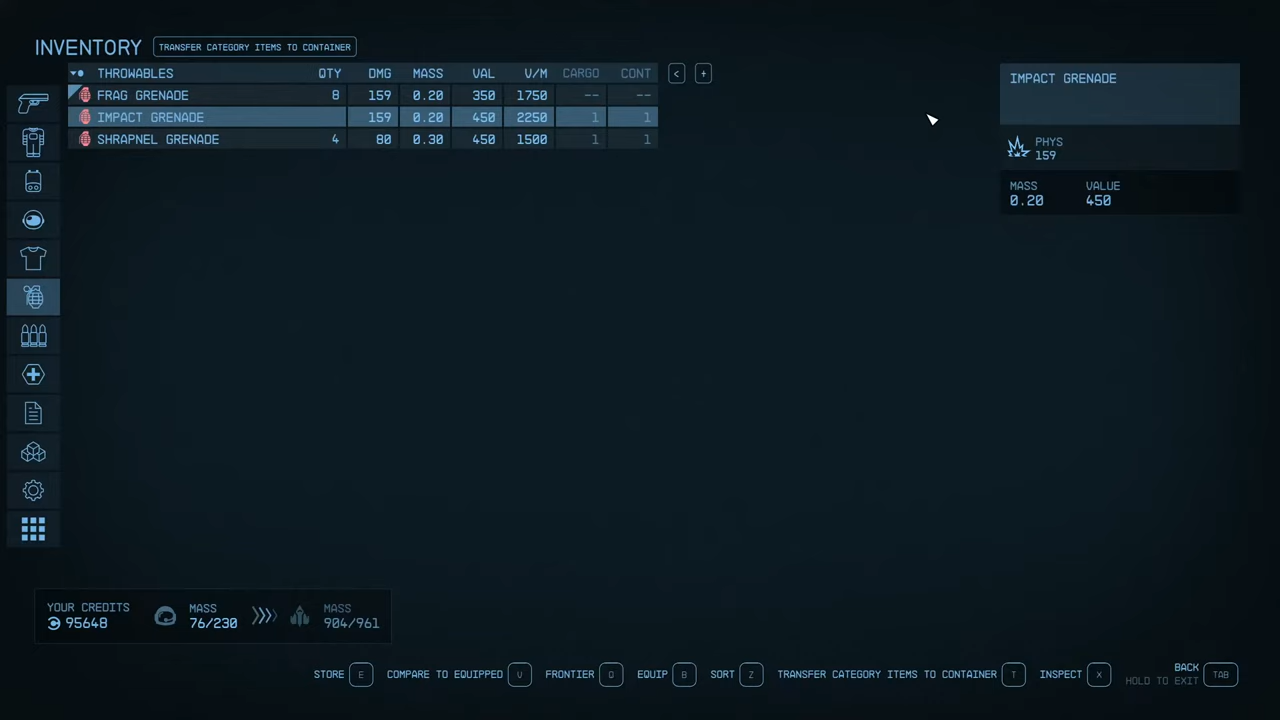 INVENTORY TRANSFER CATEGORY ITEMS TO CONTAINER
THROWABLES QTY DMG MASS VAL V/M CARGO CONT < +
FRAG GRENADE 8 159 0.20 350 1750 -- --
IMPACT GRENADE 159 0.20 450 2250 1 1
SHRAPNEL GRENADE 4 80 0.30 450 1500 1 1
IMPACT GRENADE
PHYS
159
MASS VALUE
0.20 450
YOUR CREDITS MASS MASS
95648 76/230 904/961
STORE E COMPARE TO EQUIPPED V FRONTIER Q EQUIP B SORT Z TRANSFER CATEGORY ITEMS TO CONTAINER T INSPECT X BACK TAB
HOLD TO EXIT